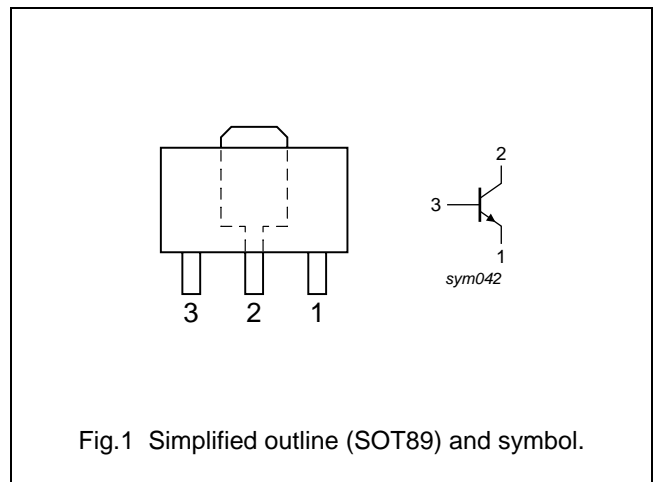 3 2 1
2
3
1
sym042
Fig.1 Simplified outline (SOT89) and symbol.